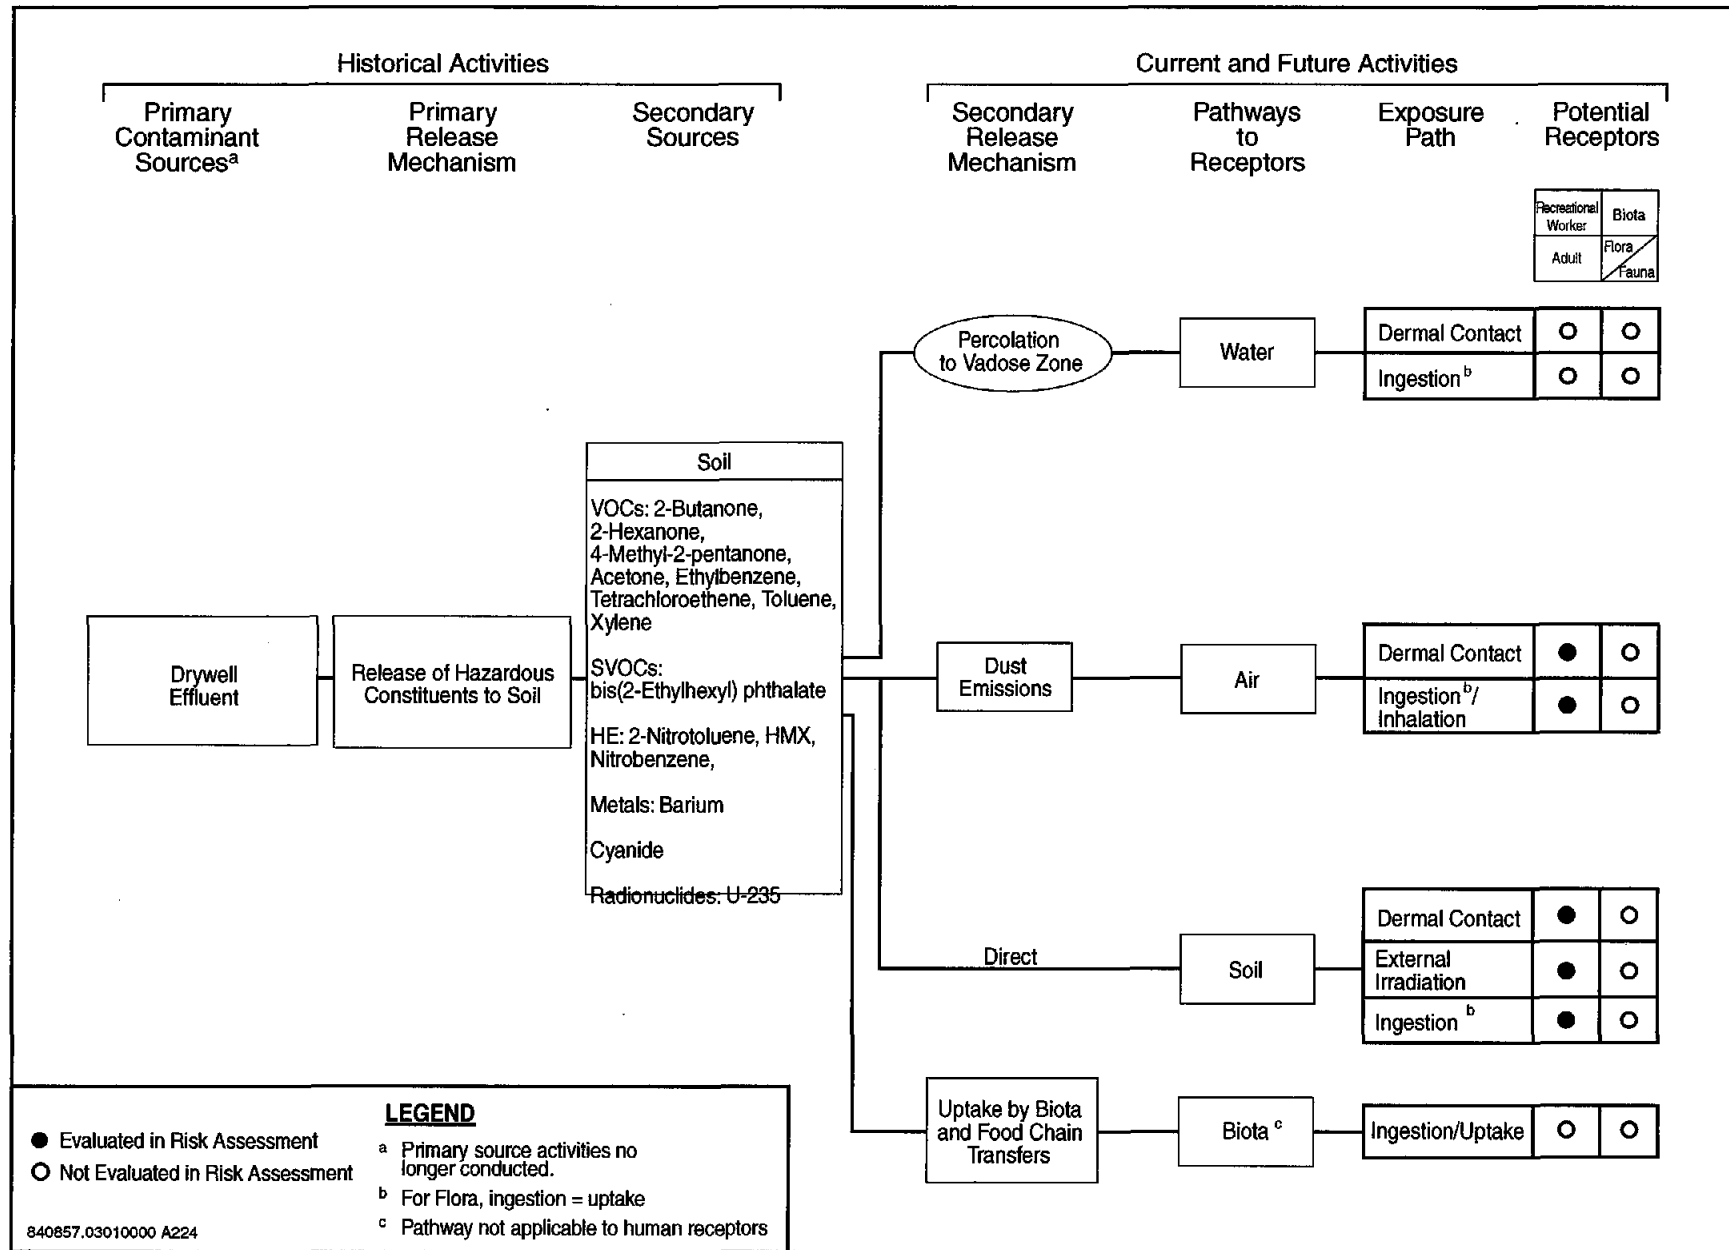 Historical Activities
Current and Future Activities
Primary
Contaminant
Sourcesᵃ
Primary
Release
Mechanism
Secondary
Sources
Secondary
Release
Mechanism
Pathways
to
Receptors
Exposure
Path
Potential
Receptors
Recreational
Worker
Biota
Adult
Flora
Fauna
Percolation
to Vadose Zone
Water
Dermal Contact
Ingestion ᵇ
Soil
VOCs: 2-Butanone,
2-Hexanone,
4-Methyl-2-pentanone,
Acetone, Ethylbenzene,
Tetrachloroethene, Toluene,
Xylene
SVOCs:
bis(2-Ethylhexyl) phthalate
HE: 2-Nitrotoluene, HMX,
Nitrobenzene,
Metals: Barium
Cyanide
Radionuclides: U-235
Drywell
Effluent
Release of Hazardous
Constituents to Soil
Dust
Emissions
Air
Dermal Contact
Ingestionᵇ/
Inhalation
Direct
Soil
Dermal Contact
External
Irradiation
Ingestion ᵇ
Uptake by Biota
and Food Chain
Transfers
Biota ᶜ
Ingestion/Uptake
LEGEND
Evaluated in Risk Assessment
Not Evaluated in Risk Assessment
ᵃ Primary source activities no
longer conducted.
ᵇ For Flora, ingestion = uptake
ᶜ Pathway not applicable to human receptors
840857.03010000 A224